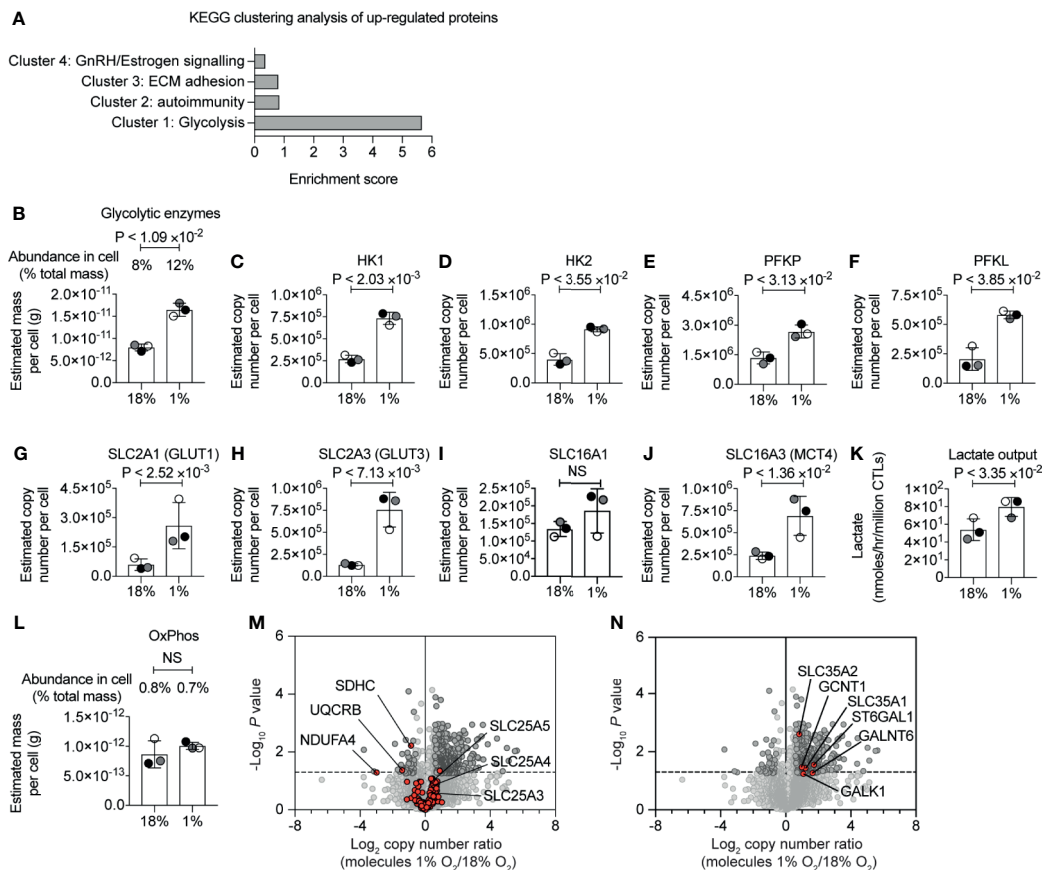 A
KEGG clustering analysis of up-regulated proteins
Cluster 4: GnRH/Estrogen signalling
Cluster 3: ECM adhesion
Cluster 2: autoimmunity
Cluster 1: Glycolysis
0 1 2 3 4 5 6
Enrichment score
B
Glycolytic enzymes
P < 1.09 ×10⁻²
Abundance in cell
(% total mass)
8% 12%
Estimated mass
per cell (g)
2.0×10⁻¹¹
1.5×10⁻¹¹
1.0×10⁻¹¹
5.0×10⁻¹²
0.0
18% 1%
C
HK1
P < 2.03 ×10⁻³
Estimated copy
number per cell
1.0×10⁶
7.5×10⁵
5.0×10⁵
2.5×10⁵
0.0
18% 1%
D
HK2
P < 3.55 ×10⁻²
Estimated copy
number per cell
1.5×10⁶
1.0×10⁶
5.0×10⁵
0.0
18% 1%
E
PFKP
P < 3.13 ×10⁻²
Estimated copy
number per cell
4.5×10⁶
3.0×10⁶
1.5×10⁶
0.0
18% 1%
F
PFKL
P < 3.85 ×10⁻²
Estimated copy
number per cell
7.5×10⁵
5.0×10⁵
2.5×10⁵
0.0
18% 1%
G
SLC2A1 (GLUT1)
P < 2.52 ×10⁻³
Estimated copy
number per cell
4.5×10⁵
3.0×10⁵
1.5×10⁵
0.0
18% 1%
H
SLC2A3 (GLUT3)
P < 7.13 ×10⁻³
Estimated copy
number per cell
1.0×10⁶
7.5×10⁵
5.0×10⁵
2.5×10⁵
0.0
18% 1%
I
SLC16A1
NS
Estimated copy
number per cell
2.5×10⁵
2.0×10⁵
1.5×10⁵
1.0×10⁵
5.0×10⁴
0.0
18% 1%
J
SLC16A3 (MCT4)
P < 1.36 ×10⁻²
Estimated copy
number per cell
1.0×10⁶
7.5×10⁵
5.0×10⁵
2.5×10⁵
0.0
18% 1%
K
Lactate output
P < 3.35 ×10⁻²
Lactate
(nmoles/hr/million CTLs)
1×10²
8×10¹
6×10¹
4×10¹
2×10¹
0
18% 1%
L
OxPhos
NS
Abundance in cell
(% total mass)
0.8% 0.7%
Estimated mass
per cell (g)
1.5×10⁻¹²
1.0×10⁻¹²
5.0×10⁻¹³
0.0
18% 1%
M
6
4
2
0
-Log₁₀ P value
SDHC
UQCRB
NDUFA4
SLC25A5
SLC25A4
SLC25A3
-8 -4 0 4 8
Log₂ copy number ratio
(molecules 1% O₂/18% O₂)
N
6
4
2
0
-Log₁₀ P value
SLC35A2
GCNT1
SLC35A1
ST6GAL1
GALNT6
GALK1
-8 -4 0 4 8
Log₂ copy number ratio
(molecules 1% O₂/18% O₂)